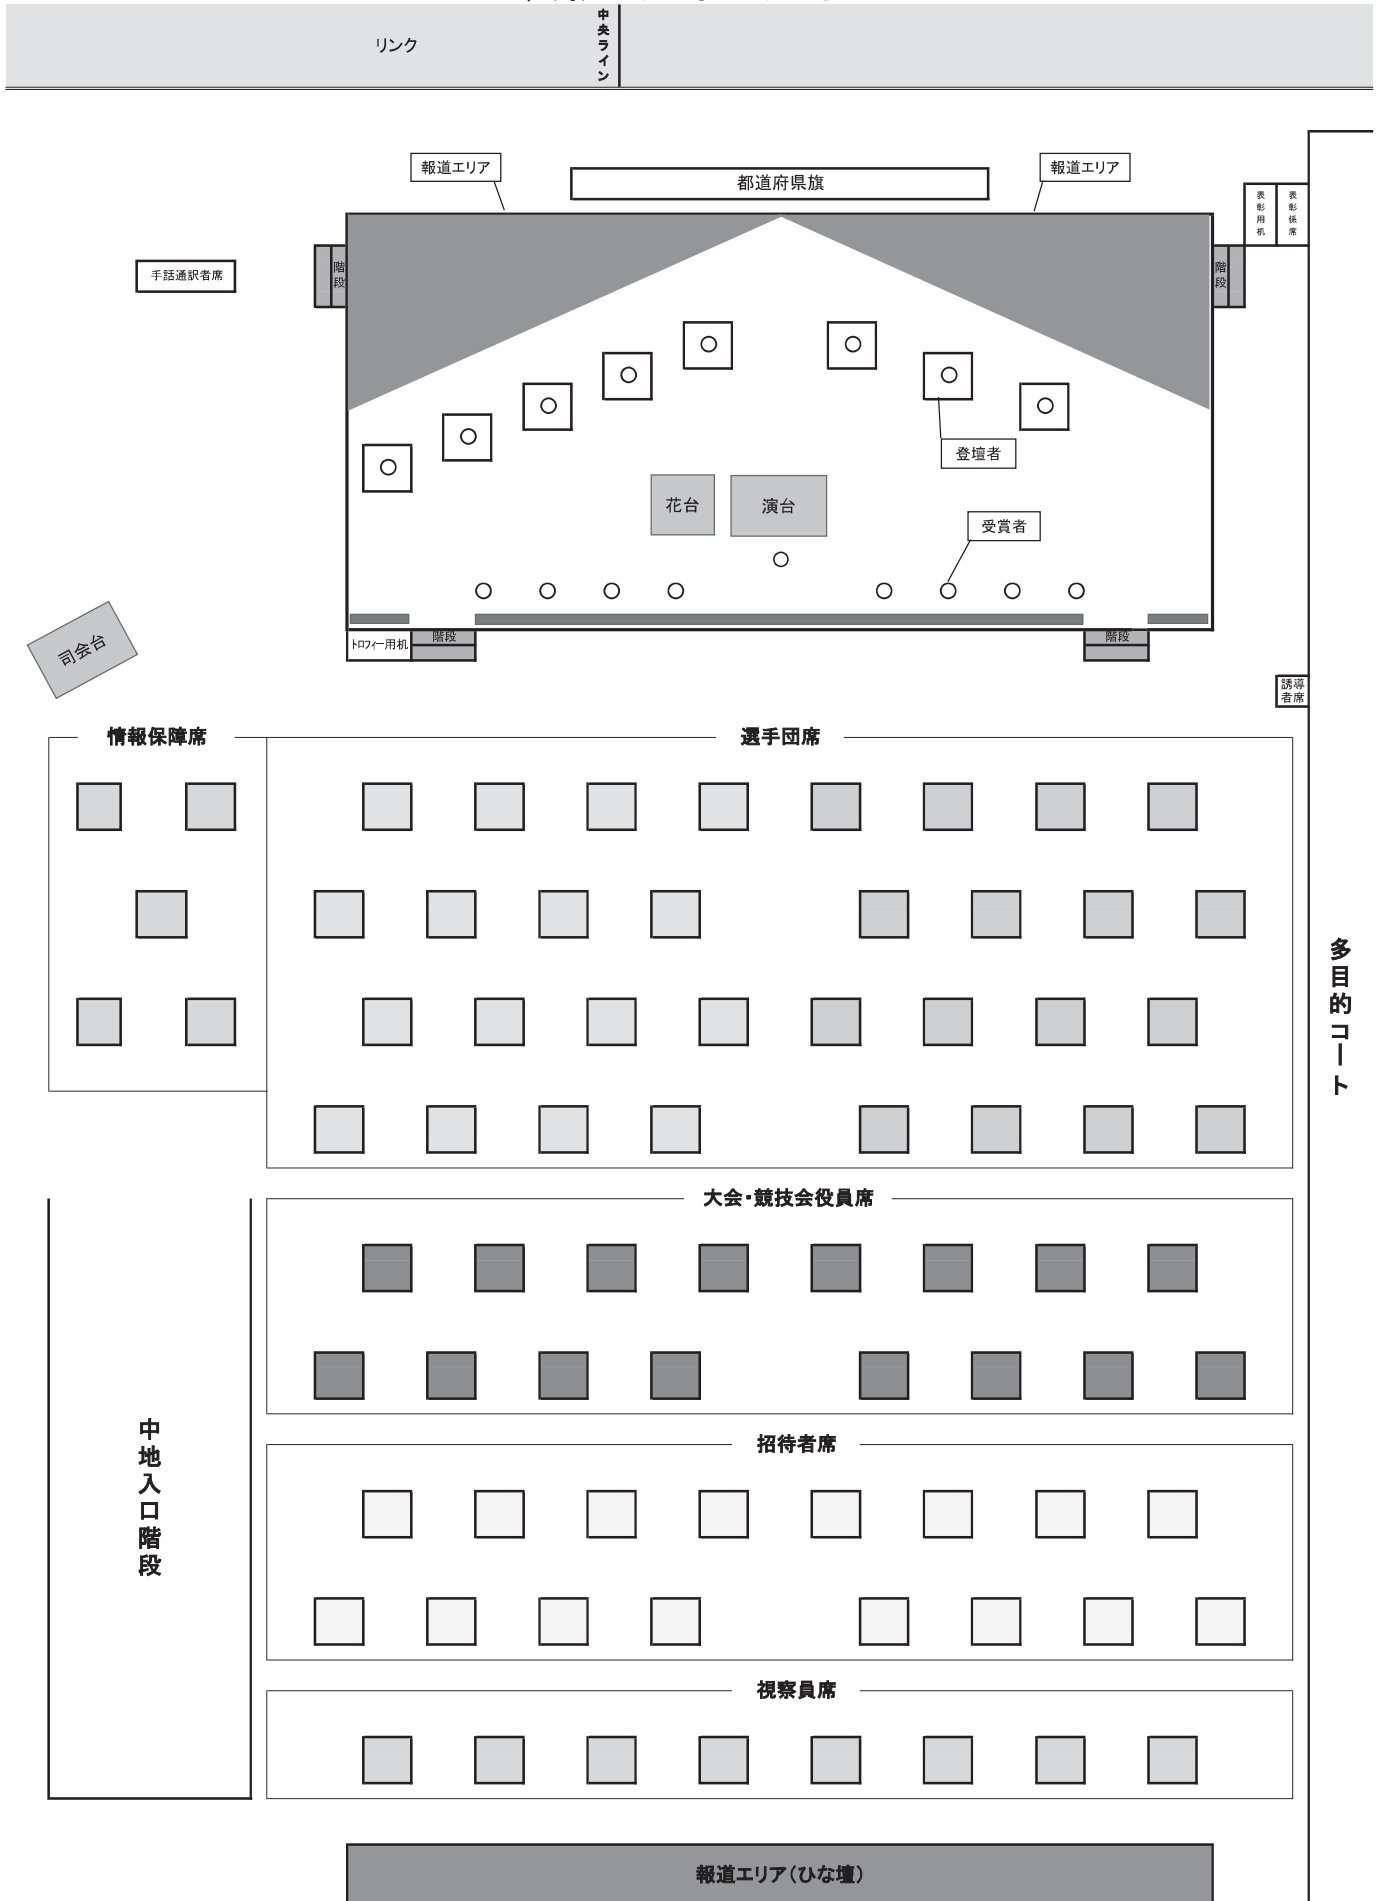 中央ライン
リンク
報道エリア
報道エリア
都道府県旗
表彰用机
表彰係席
手話通訳者席
階段
階段
登壇者
花台
演台
受賞者
司会台
トロフィー用机
階段
階段
誘導
者席
情報保障席
選手団席
多目的コート
大会・競技会役員席
中地入口階段
招待者席
視察員席
報道エリア(ひな壇)